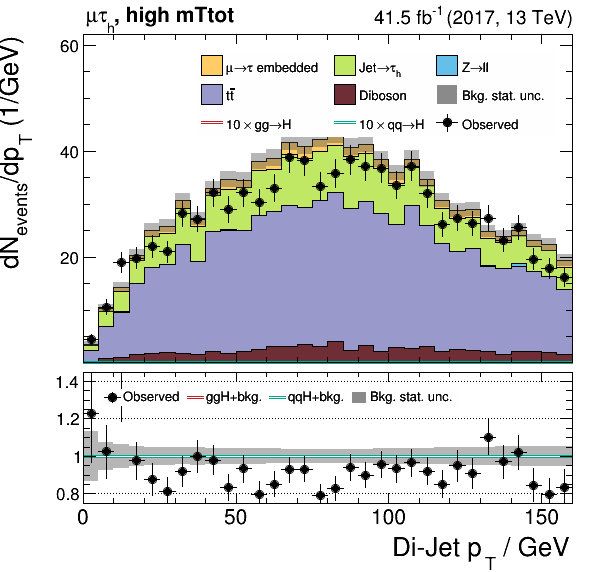 μτh, high mTtot 41.5 fb⁻¹ (2017, 13 TeV)
dNevents/dpT (1/GeV)
60
40
20
μ→τ embedded Jet→τh Z→ll
tt̄ Diboson Bkg. stat. unc.
10 × gg→H 10 × qq→H Observed
1.4
1.2
1
0.8
Observed ggH+bkg. qqH+bkg. Bkg. stat. unc.
0 50 100 150
Di-Jet pT / GeV